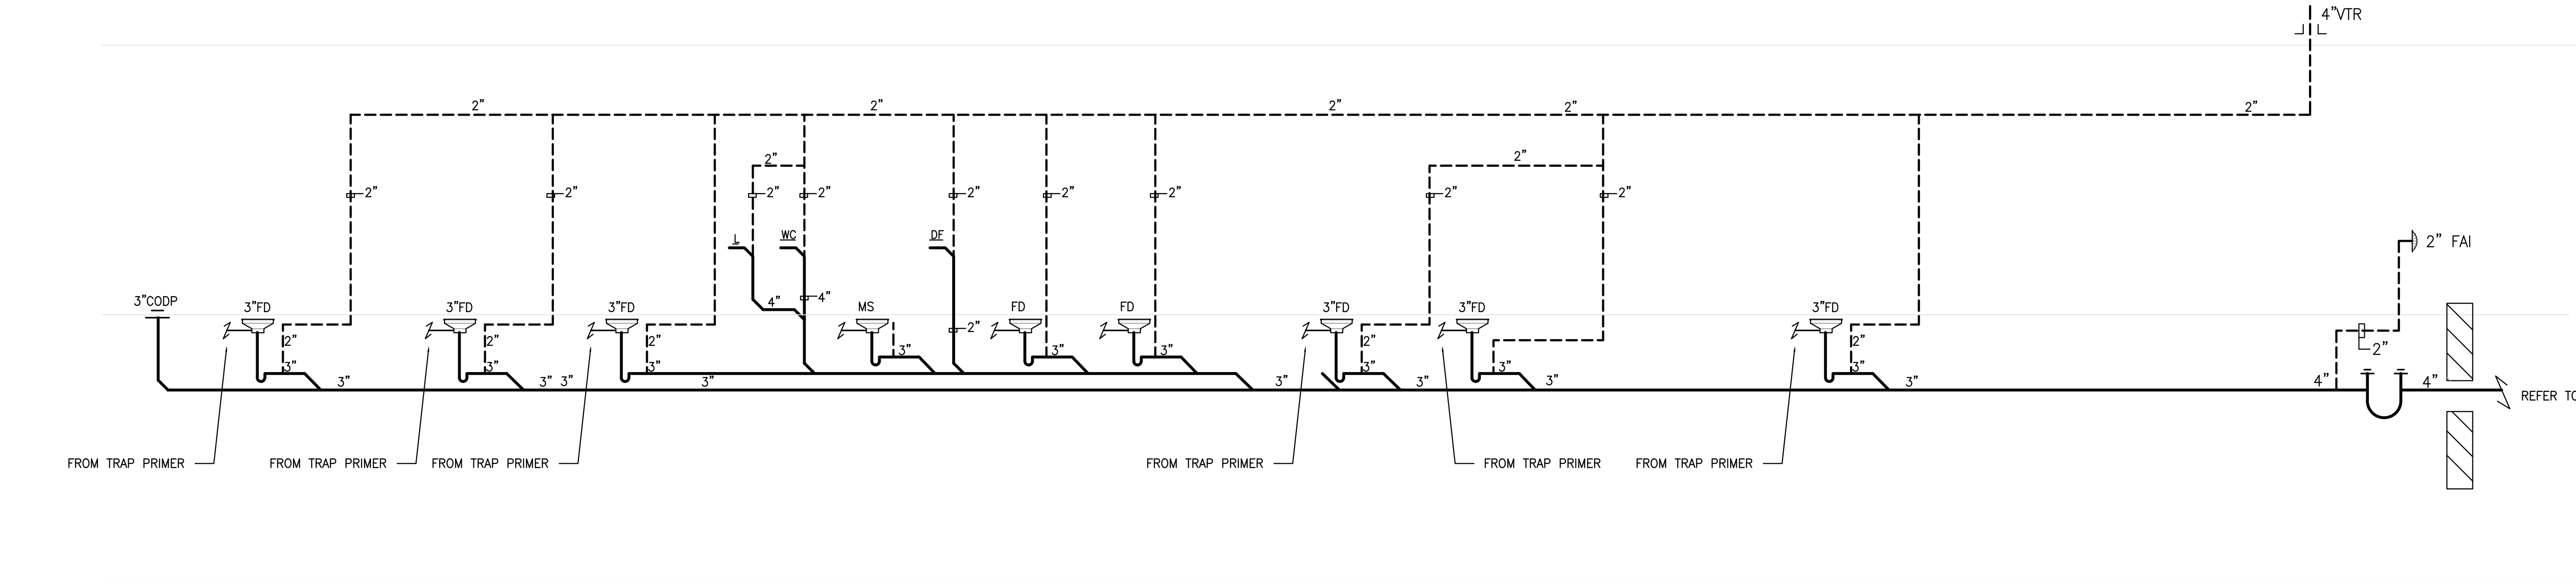 4"VTR
2" 2" 2" 2" 2"
2" 2"
2" 2" 2" 2" 2" 2" 2" 2" 2"
L WC DF
2" FAI
4" 4"
3"CODP 3"FD 3"FD 3"FD MS FD FD 3"FD 3"FD 3"FD
2"
2" 2" 2" 2" 2"
2"
3" 3" 3"
3" 3" 3" 3" 3" 3"
3" 3" 3" 3" 3" 3" 3" 3" 4" 4"
REFER TO
FROM TRAP PRIMER FROM TRAP PRIMER FROM TRAP PRIMER FROM TRAP PRIMER FROM TRAP PRIMER FROM TRAP PRIMER